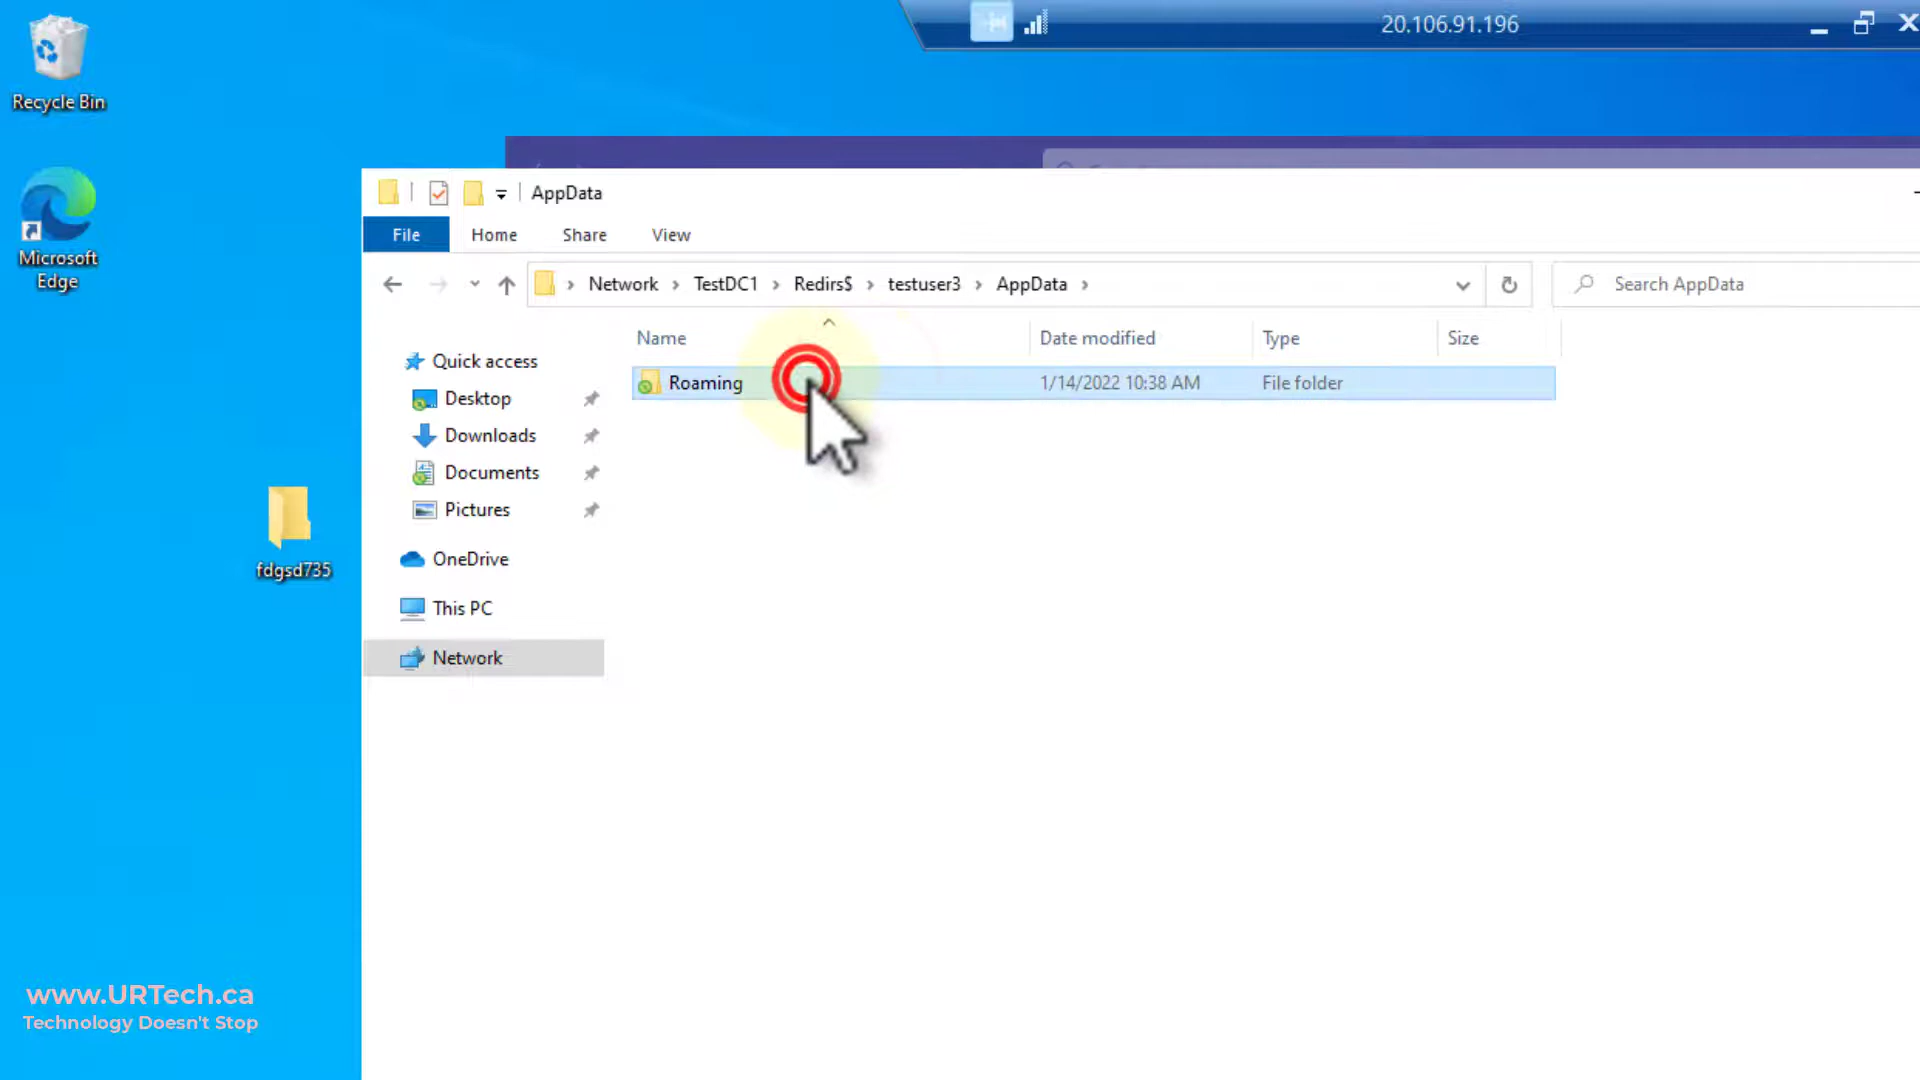 20.106.91.196
Recycle Bin
Microsoft
Edge
AppData
File Home Share View
Network TestDC1 Redirs$ testuser3 AppData
Search AppData
Name Date modified Type Size
Roaming 1/14/2022 10:38 AM File folder
Quick access
Desktop
Downloads
Documents
Pictures
OneDrive
This PC
Network
fdgsd735
www.URTech.ca
Technology Doesn't Stop